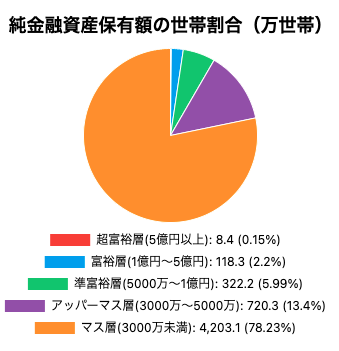 純金融資産保有額の世帯割合（万世帯）
超富裕層(5億円以上): 8.4 (0.15%)
富裕層(1億円〜5億円): 118.3 (2.2%)
準富裕層(5000万〜1億円): 322.2 (5.99%)
アッパーマス層(3000万〜5000万): 720.3 (13.4%)
マス層(3000万未満): 4,203.1 (78.23%)